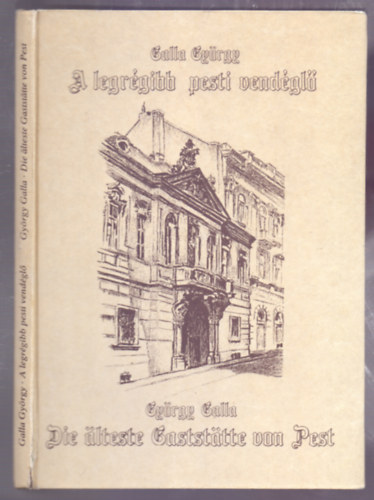 Galla György
A legrégibb pesti vendéglő
György Galla
Die älteste Gaststätte von Pest
Galla György · A legrégibb pesti vendéglő György Galla · Die älteste Gaststätte von Pest